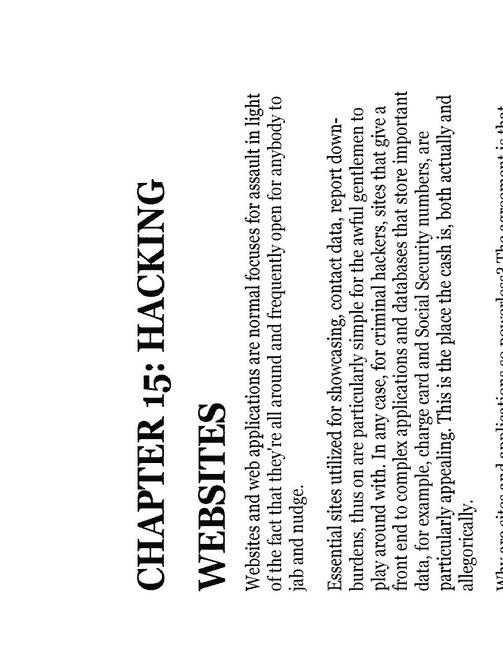 CHAPTER 15: HACKING
WEBSITES
Websites and web applications are normal focuses for assault in light
of the fact that they're all around and frequently open for anybody to
jab and nudge.
Essential sites utilized for showcasing, contact data, report down-
burdens, thus on are particularly simple for the awful gentlemen to
play around with. In any case, for criminal hackers, sites that give a
front end to complex applications and databases that store important
data, for example, charge card and Social Security numbers, are
particularly appealing. This is the place the cash is, both actually and
allegorically.